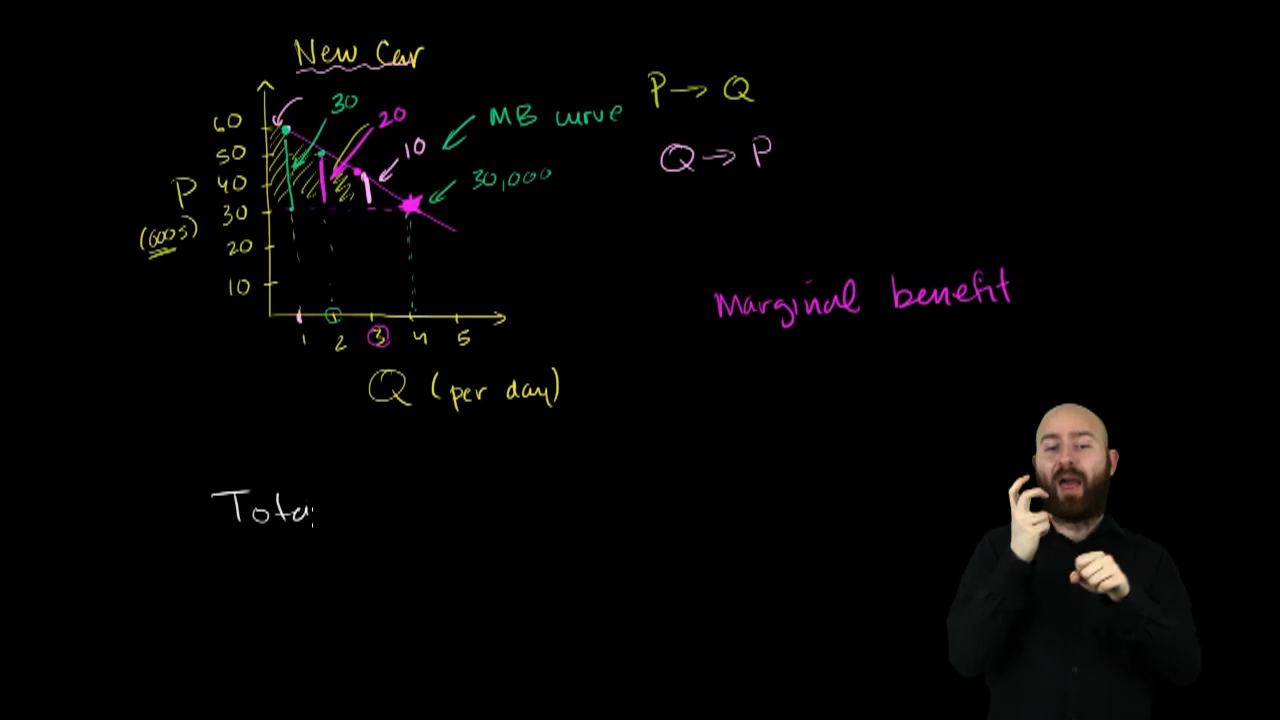 New Car
60
50
40
30
20
10
P
(000s)
30
20
10
MB curve
30,000
1 2 3 4 5
Q (per day)
P → Q
Q → P
Marginal benefit
Tota